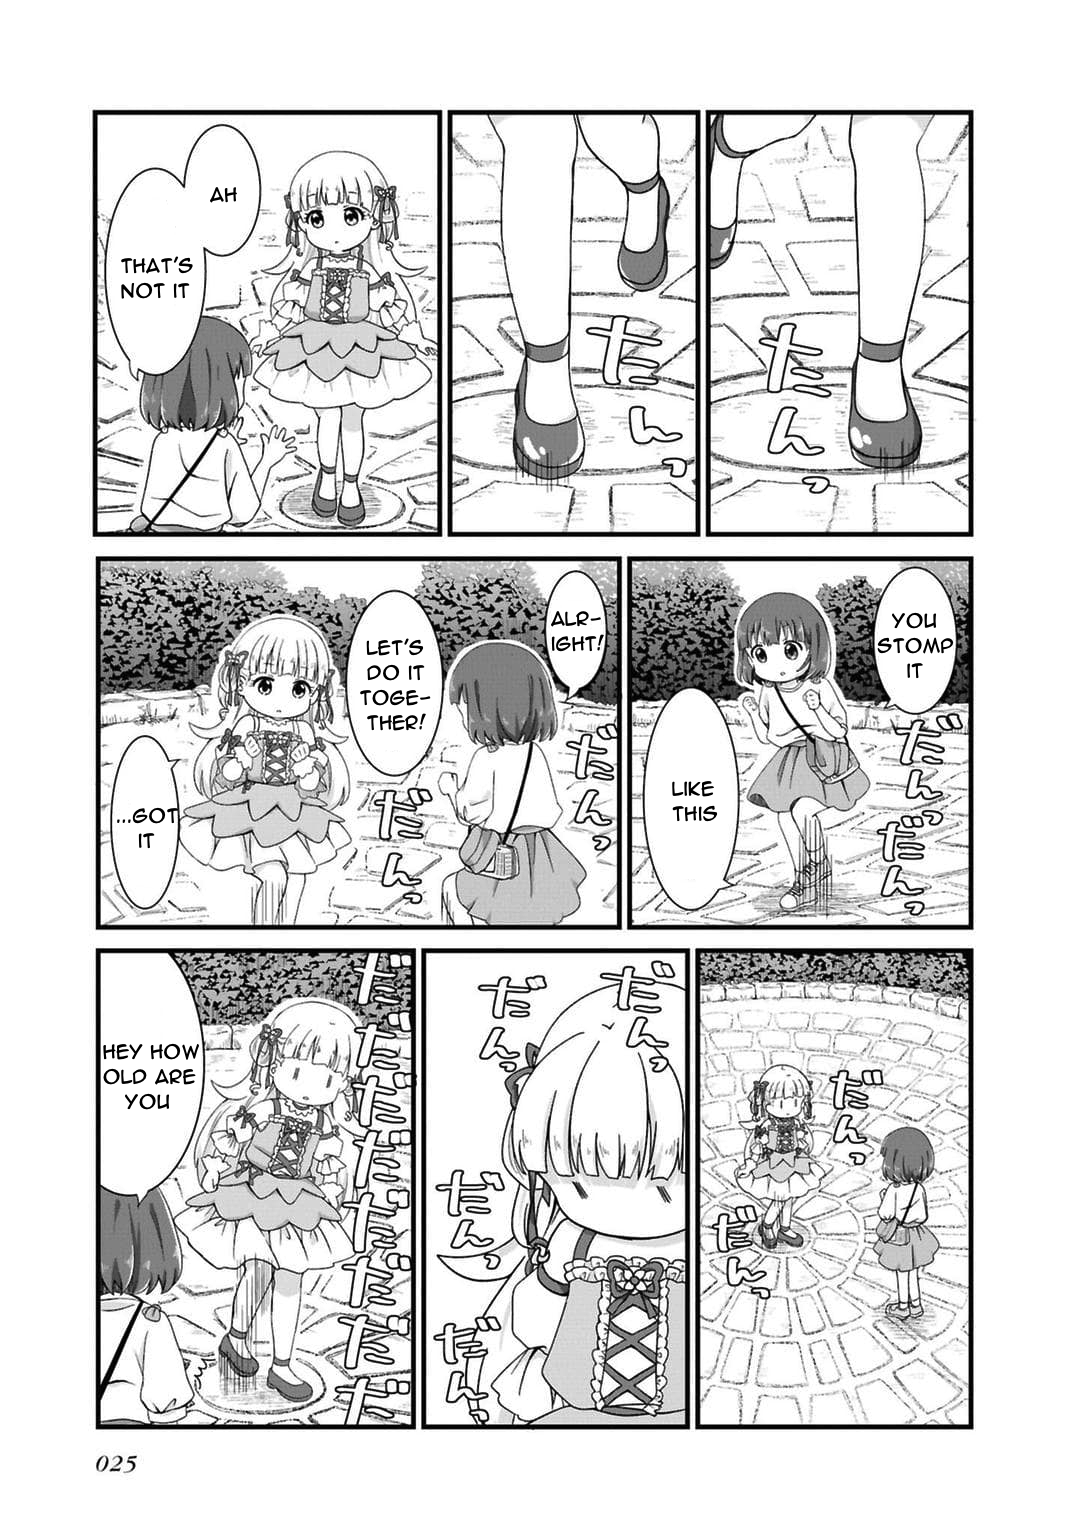 たんっ
たんっ
AH
THAT'S
NOT IT
YOU
STOMP
IT
だんっ
だんっ
LIKE
THIS
ALR-
IGHT!
だんっ
LET'S
DO IT
TOGE-
THER!
だんっ
...GOT
IT
だんっ
だんっ
だんっ
だんっ
だんっ
だんっ
だだだだだだだだ
HEY HOW
OLD ARE
YOU
025